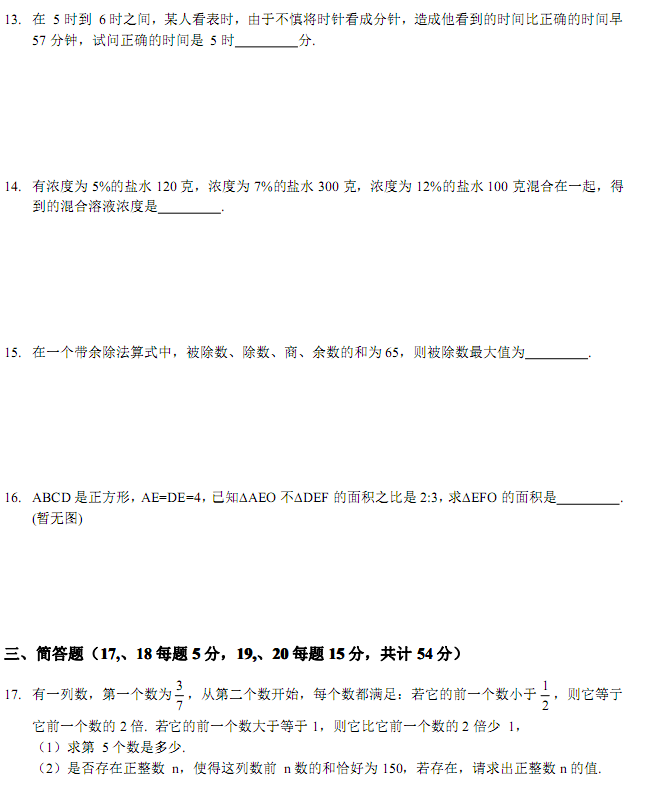 13. 在 5 时到 6 时之间，某人看表时，由于不慎将时针看成分针，造成他看到的时间比正确的时间早
57 分钟，试问正确的时间是 5 时________分.
14. 有浓度为 5%的盐水 120 克，浓度为 7%的盐水 300 克，浓度为 12%的盐水 100 克混合在一起，得
到的混合溶液浓度是________.
15. 在一个带余除法算式中，被除数、除数、商、余数的和为 65，则被除数最大值为________.
16. ABCD 是正方形，AE=DE=4，已知ΔAEO 不ΔDEF 的面积之比是 2:3，求ΔEFO 的面积是________.
(暂无图)
三、简答题（17,、18 每题 5 分，19,、20 每题 15 分，共计 54 分）
17. 有一列数，第一个数为 3/7，从第二个数开始，每个数都满足：若它的前一个数小于 1/2，则它等于
它前一个数的 2 倍. 若它的前一个数大于等于 1，则它比它前一个数的 2 倍少 1，
（1）求第 5 个数是多少.
（2）是否存在正整数 n，使得这列数前 n 数的和恰好为 150，若存在，请求出正整数 n 的值.